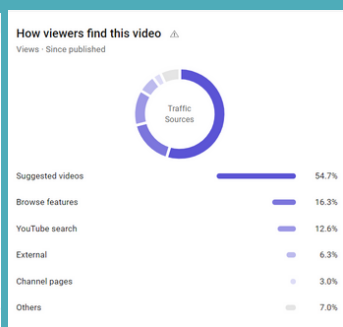 How viewers find this video
Views · Since published
Traffic
Sources
Suggested videos 54.7%
Browse features 16.3%
YouTube search 12.6%
External 6.3%
Channel pages 3.0%
Others 7.0%